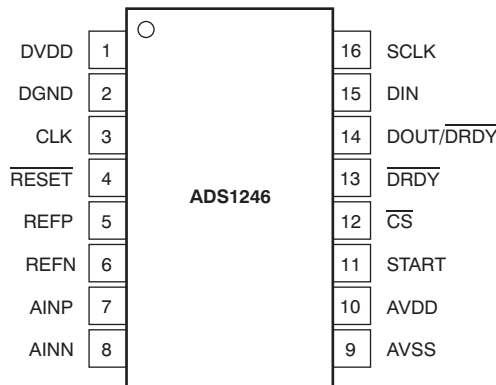 DVDD 1 16 SCLK
DGND 2 15 DIN
CLK 3 14 DOUT/DRDY
RESET 4 13 DRDY
ADS1246
REFP 5 12 CS
REFN 6 11 START
AINP 7 10 AVDD
AINN 8 9 AVSS